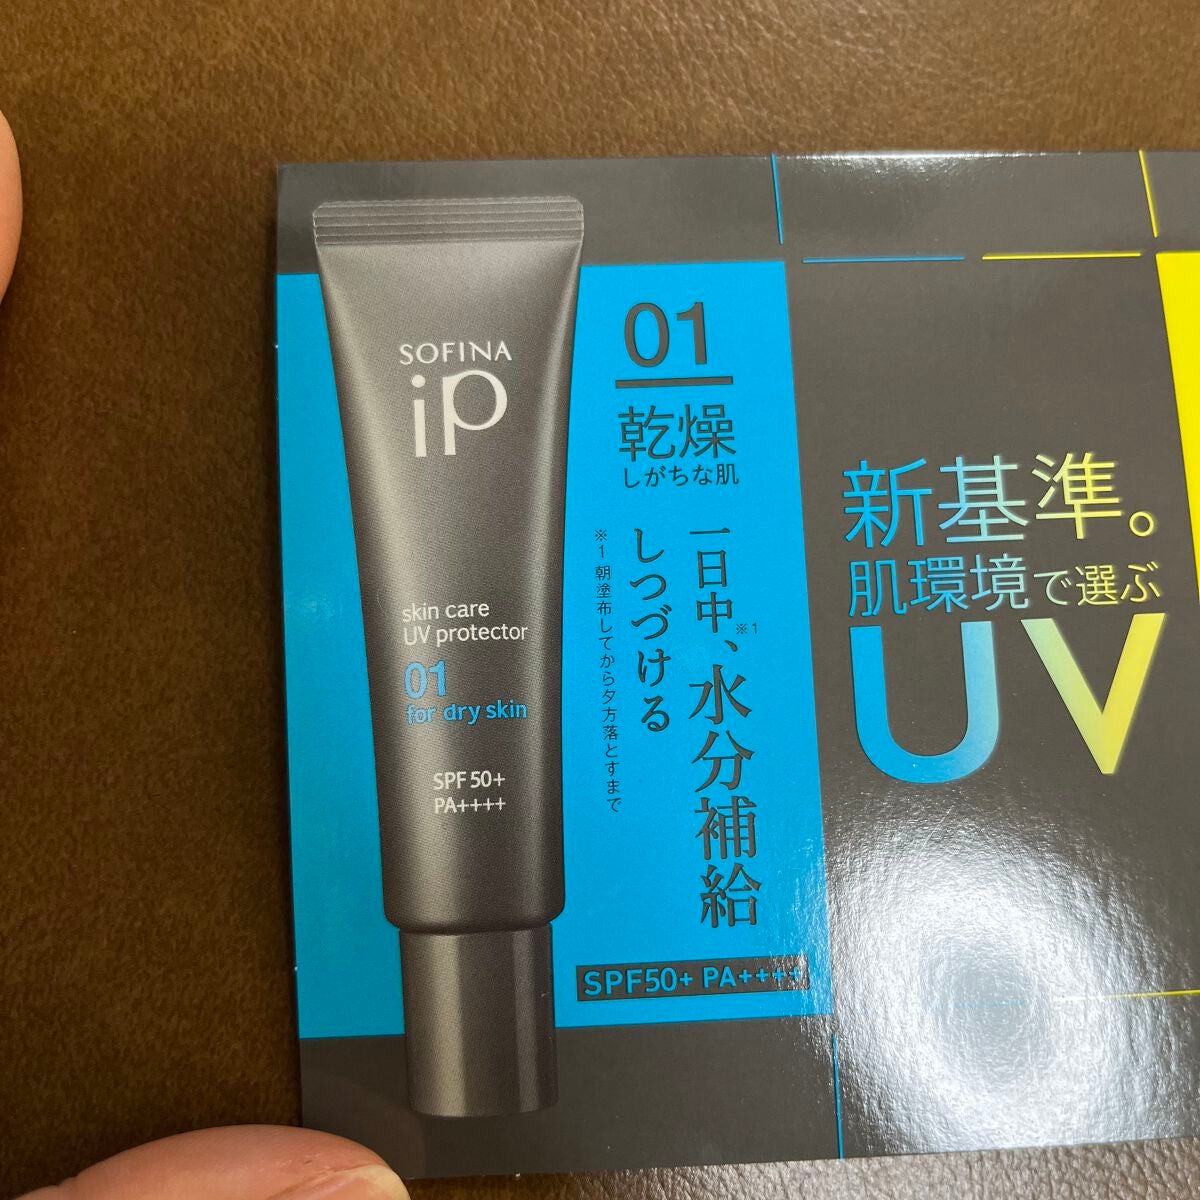 SOFINA
iP
skin care
UV protector
01
for dry skin
SPF 50+
PA++++
01
乾燥
しがちな肌
一日中、※1水分補給
しつづける
※1 朝塗布してから夕方落とすまで
SPF50+ PA++++
新基準。
肌環境で選ぶ
UV